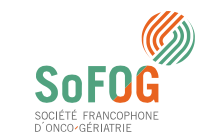 SoFOG
SOCIÉTÉ FRANCOPHONE
D´ONCO-GÉRIATRIE